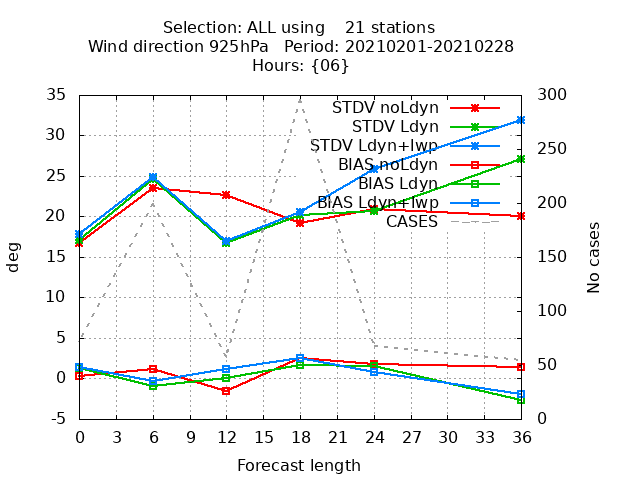 Selection: ALL using 21 stations
Wind direction 925hPa Period: 20210201-20210228
Hours: {06}
35
30
25
20
15
10
5
0
-5
deg
STDV noLdyn
STDV Ldyn
STDV Ldyn+lwp
BIAS noLdyn
BIAS Ldyn
BIAS Ldyn+lwp
CASES
300
250
200
150
100
50
0
No cases
0 3 6 9 12 15 18 21 24 27 30 33 36
Forecast length